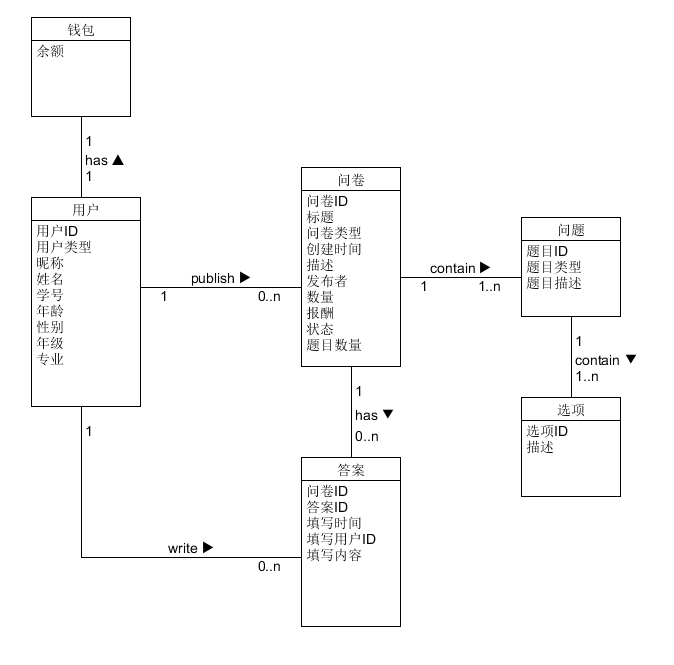 钱包
余额
1
has ▲
1
用户
用户ID
用户类型
昵称
姓名
学号
年龄
性别
年级
专业
publish ▶
1
0..n
问卷
问卷ID
标题
问卷类型
创建时间
描述
发布者
数量
报酬
状态
题目数量
contain ▶
1
1..n
问题
题目ID
题目类型
题目描述
1
contain ▼
1..n
选项
选项ID
描述
1
has ▼
0..n
答案
问卷ID
答案ID
填写时间
填写用户ID
填写内容
1
write ▶
0..n